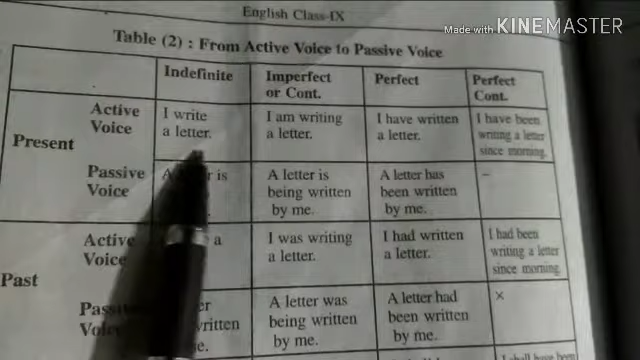 English Class-IX
Made with KINEMASTER
Table (2) : From Active Voice to Passive Voice
Indefinite Imperfect or Cont. Perfect Perfect Cont.
Present
Active Voice
I write
a letter.
I am writing
a letter.
I have written
a letter.
I have been
writing a letter
since morning.
Passive Voice
A is
A letter is
being written
by me.
A letter has
been written
by me.
–
Past
Active Voice
a
I was writing
a letter.
I had written
a letter.
I had been
writing a letter
since morning.
A letter was
being written
by me.
A letter had
been written
by me.
×
I shall have been